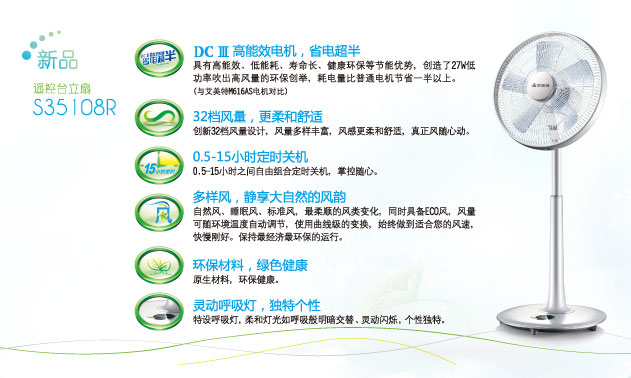 新品
遥控台立扇
S35108R
省电超半
DC Ⅲ 高能效电机，省电超半
具有高能效、低能耗、寿命长、健康环保等节能优势，创造了27W低
功率吹出高风量的环保创举，耗电量比普通电机节省一半以上。
（与艾美特M616AS电机对比）
32档风量，更柔和舒适
创新32档风量设计，风量多样丰富，风感更柔和舒适，真正风随心动。
15小时定时
0.5-15小时定时关机
0.5-15小时之间自由组合定时关机，掌控随心。
多样风，静享大自然的风韵
自然风、睡眠风、标准风，最柔顺的风类变化，同时具备ECO风，风量
可随环境温度自动调节，使用曲线级的变换，始终做到适合您的风速，
快慢刚好。保持最经济最环保的运行。
环保材料，绿色健康
原生材料，环保健康。
灵动呼吸灯，独特个性
特设呼吸灯，柔和灯光如呼吸般明暗交替、灵动闪烁，个性独特。